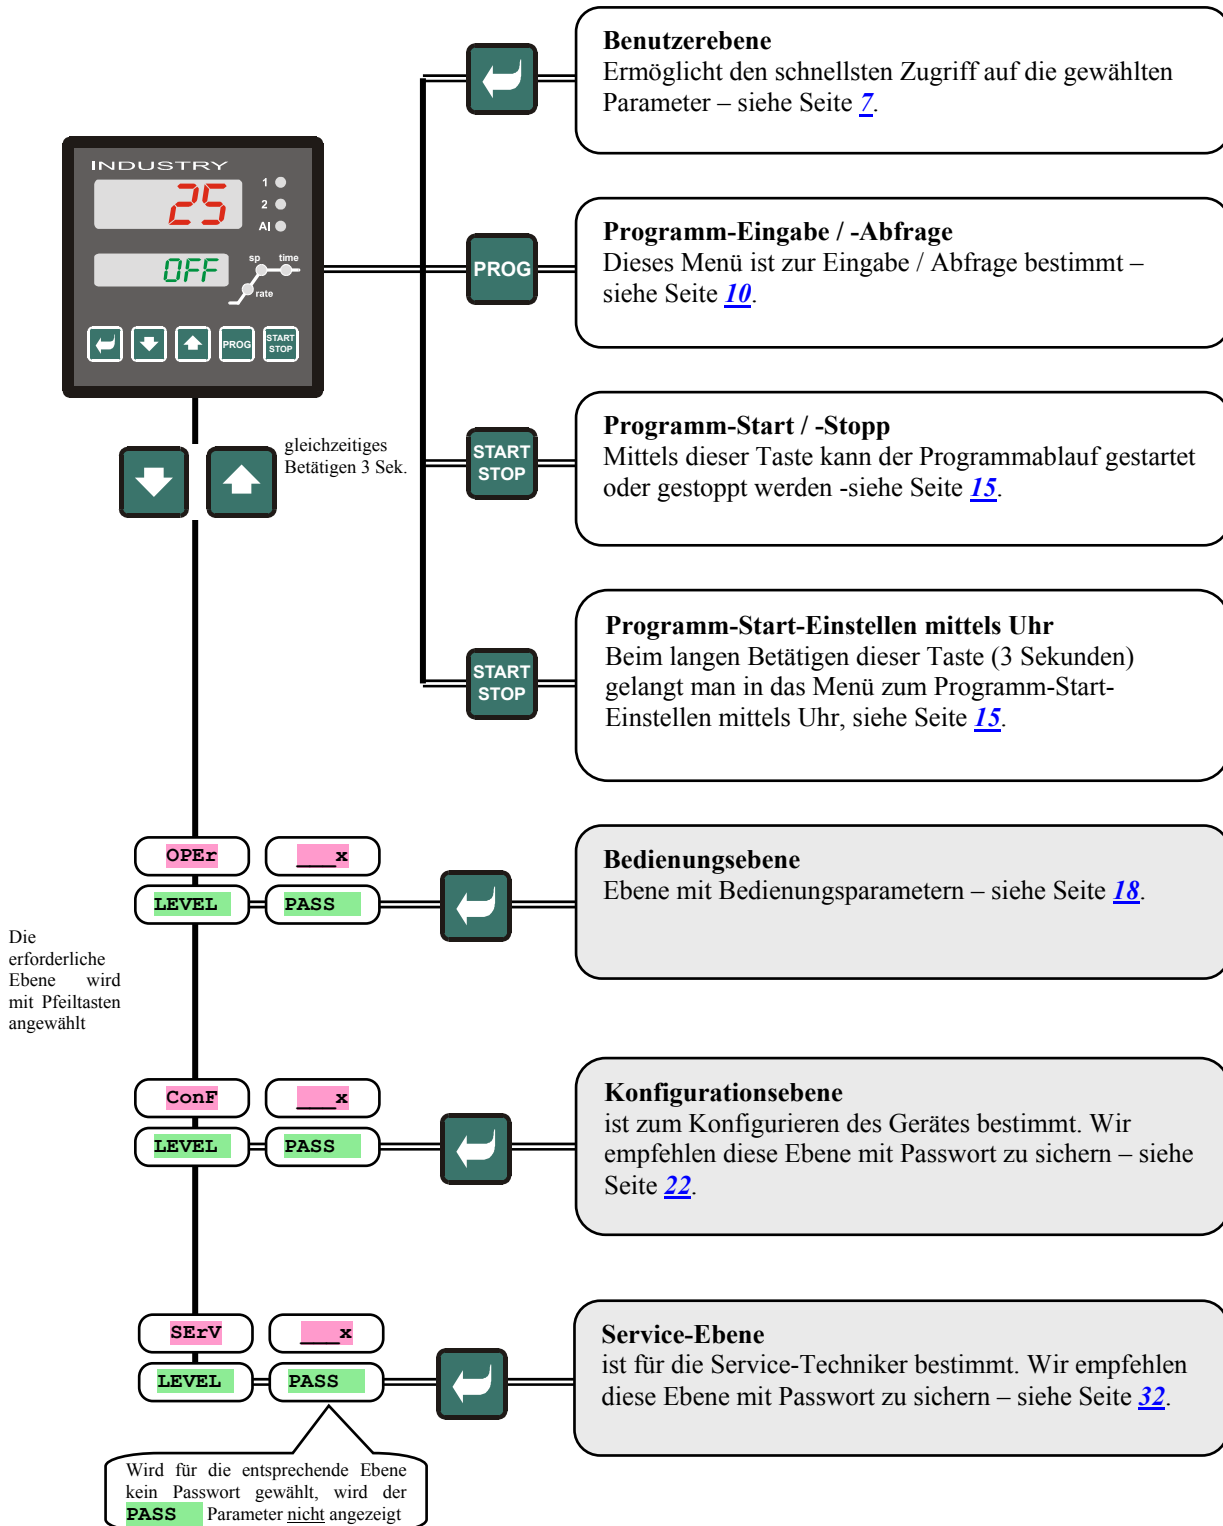 Benutzerebene
Ermöglicht den schnellsten Zugriff auf die gewählten
Parameter – siehe Seite 7.
INDUSTRY
25
1
2
AI
OFF
sp
time
rate
PROG
START
STOP
PROG
Programm-Eingabe / -Abfrage
Dieses Menü ist zur Eingabe / Abfrage bestimmt –
siehe Seite 10.
gleichzeitiges
Betätigen 3 Sek.
START
STOP
Programm-Start / -Stopp
Mittels dieser Taste kann der Programmablauf gestartet
oder gestoppt werden -siehe Seite 15.
START
STOP
Programm-Start-Einstellen mittels Uhr
Beim langen Betätigen dieser Taste (3 Sekunden)
gelangt man in das Menü zum Programm-Start-
Einstellen mittels Uhr, siehe Seite 15.
OPEr
___x
LEVEL
PASS
Bedienungsebene
Ebene mit Bedienungsparametern – siehe Seite 18.
Die
erforderliche
Ebene wird
mit Pfeiltasten
angewählt
ConF
___x
LEVEL
PASS
Konfigurationsebene
ist zum Konfigurieren des Gerätes bestimmt. Wir
empfehlen diese Ebene mit Passwort zu sichern – siehe
Seite 22.
SErV
___x
LEVEL
PASS
Service-Ebene
ist für die Service-Techniker bestimmt. Wir empfehlen
diese Ebene mit Passwort zu sichern – siehe Seite 32.
Wird für die entsprechende Ebene
kein Passwort gewählt, wird der
PASS Parameter nicht angezeigt